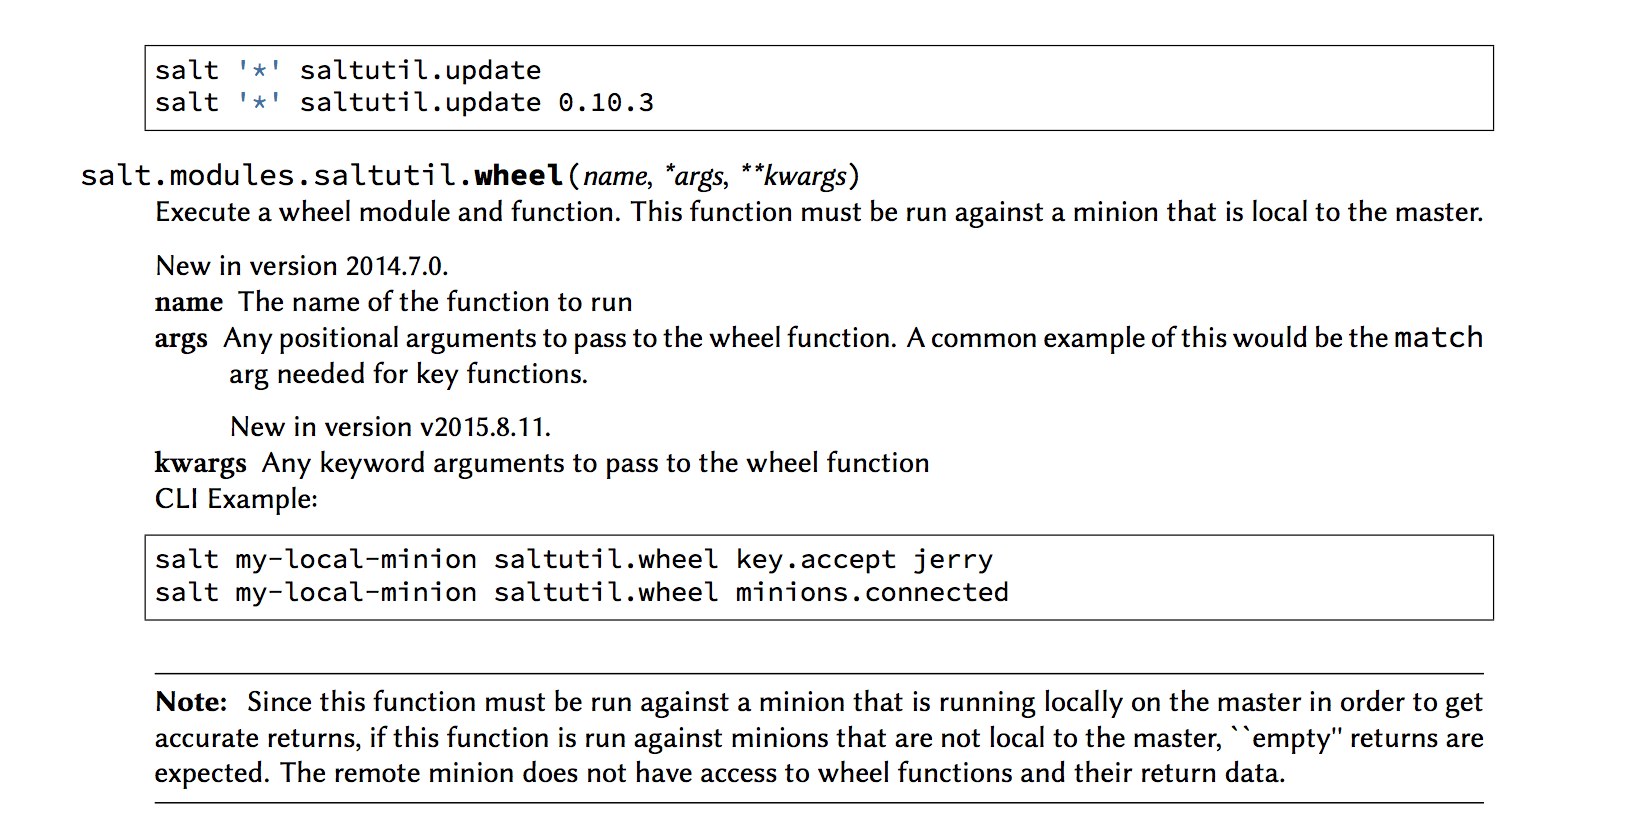 salt '*' saltutil.update
salt '*' saltutil.update 0.10.3
salt.modules.saltutil.wheel(name, *args, **kwargs)
Execute a wheel module and function. This function must be run against a minion that is local to the master.
New in version 2014.7.0.
name The name of the function to run
args Any positional arguments to pass to the wheel function. A common example of this would be the match
arg needed for key functions.
New in version v2015.8.11.
kwargs Any keyword arguments to pass to the wheel function
CLI Example:
salt my-local-minion saltutil.wheel key.accept jerry
salt my-local-minion saltutil.wheel minions.connected
Note: Since this function must be run against a minion that is running locally on the master in order to get
accurate returns, if this function is run against minions that are not local to the master, ``empty" returns are
expected. The remote minion does not have access to wheel functions and their return data.